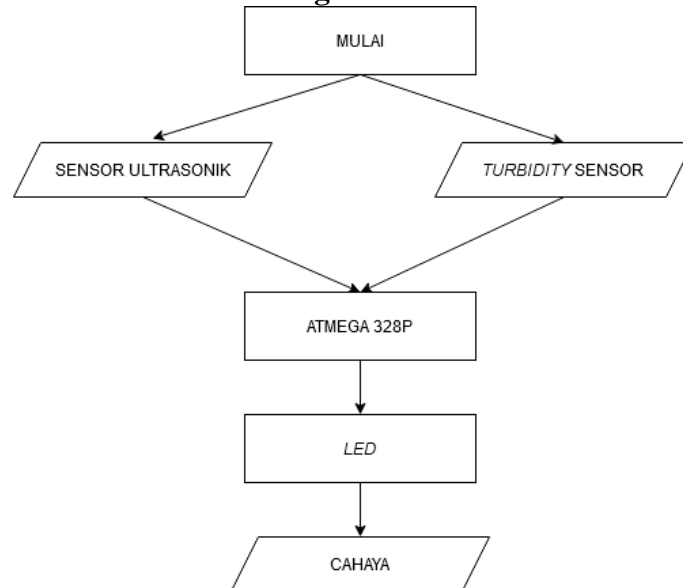 MULAI
SENSOR ULTRASONIK
TURBIDITY SENSOR
ATMEGA 328P
LED
CAHAYA